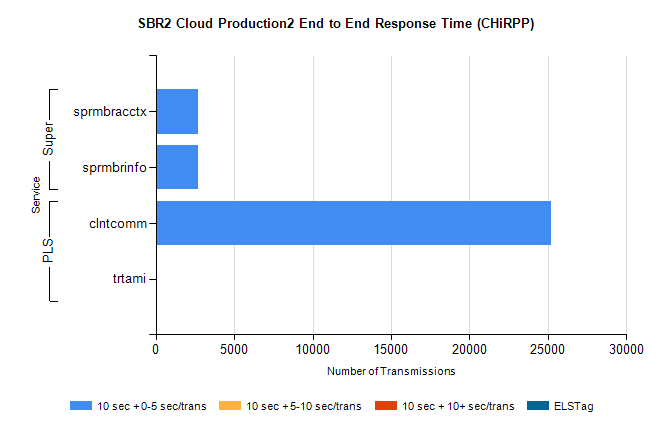 SBR2 Cloud Production2 End to End Response Time (CHiRPP)
Service
Super
sprmbracctx
sprmbrinfo
PLS
clntcomm
trtami
0 5000 10000 15000 20000 25000 30000
Number of Transmissions
10 sec +0-5 sec/trans 10 sec +5-10 sec/trans 10 sec + 10+ sec/trans ELSTag